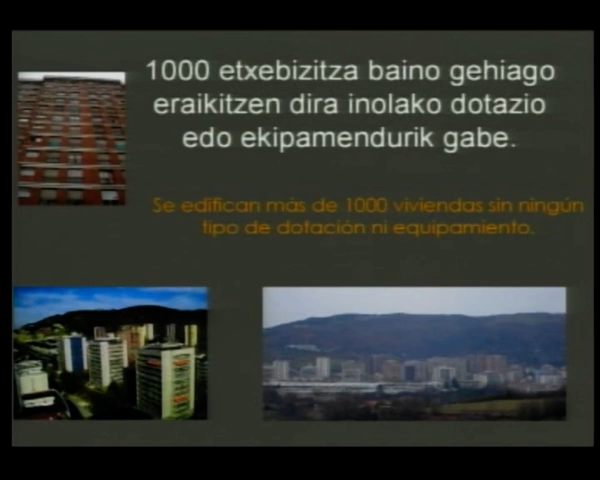 1000 etxebizitza baino gehiago
eraikitzen dira inolako dotazio
edo ekipamendurik gabe.
Se edifican más de 1000 viviendas sin ningún
tipo de dotación ni equipamiento.